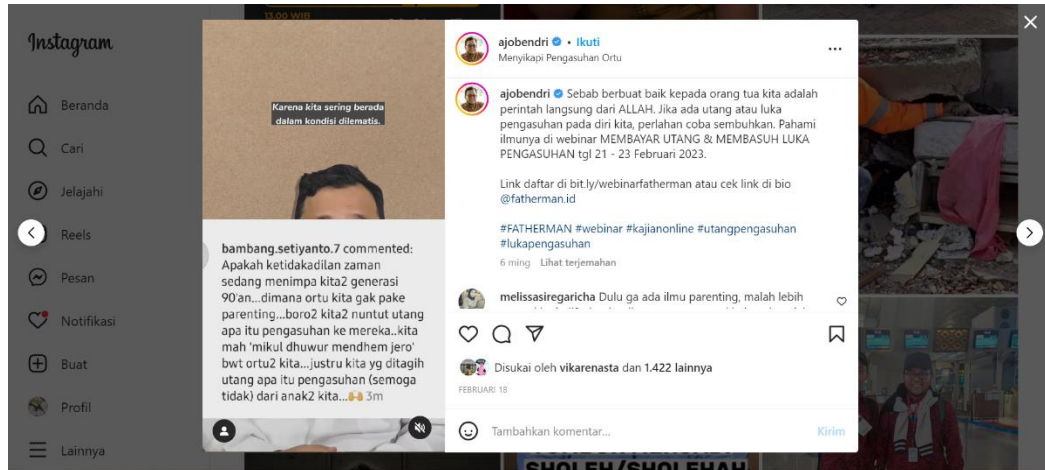 13.00 WIB
Instagram
Beranda
Cari
Jelajahi
Reels
Pesan
Notifikasi
Buat
Profil
Lainnya
Karena kita sering berada
dalam kondisi dilematis.
bambang.setiyanto.7 commented:
Apakah ketidakadilan zaman
sedang menimpa kita2 generasi
90'an...dimana ortu kita gak pake
parenting...boro2 kita2 nuntut utang
apa itu pengasuhan ke mereka..kita
mah 'mikul dhuwur mendhem jero'
bwt ortu2 kita...justru kita yg ditagih
utang apa itu pengasuhan (semoga
tidak) dari anak2 kita...🙌 3m
ajobendri • Ikuti
Menyikapi Pengasuhan Ortu
ajobendri Sebab berbuat baik kepada orang tua kita adalah
perintah langsung dari ALLAH. Jika ada utang atau luka
pengasuhan pada diri kita, perlahan coba sembuhkan. Pahami
ilmunya di webinar MEMBAYAR UTANG & MEMBASUH LUKA
PENGASUHAN tgl 21 - 23 Februari 2023.
Link daftar di bit.ly/webinarfatherman atau cek link di bio
@fatherman.id
#FATHERMAN #webinar #kajianonline #utangpengasuhan
#lukapengasuhan
6 ming Lihat terjemahan
melissasiregaricha Dulu ga ada ilmu parenting, malah lebih
Disukai oleh vikarenasta dan 1.422 lainnya
FEBRUARI 18
Tambahkan komentar...
Kirim
SHOLEH/SHOLEHAH